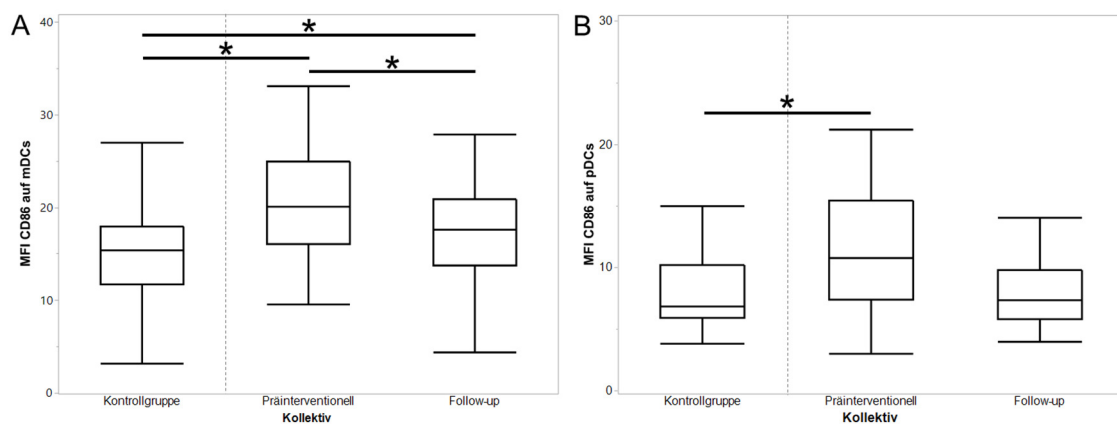 A
MFI CD86 auf mDCs
40
30
20
10
0
*
*
*
Kontrollgruppe Präinterventionell Follow-up
Kollektiv
B
MFI CD86 auf pDCs
30
20
10
0
*
Kontrollgruppe Präinterventionell Follow-up
Kollektiv